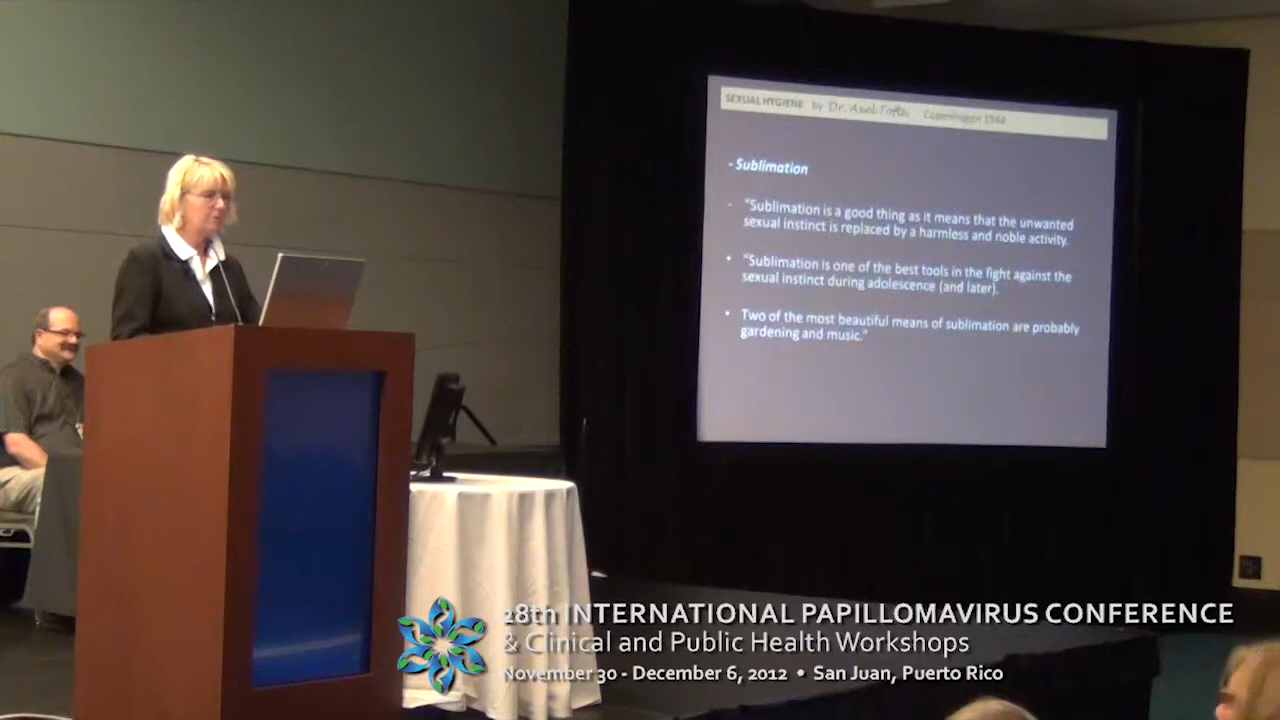 SEXUAL HYGIENE by Dr. Axel Tofte, Copenhagen 1944
- Sublimation
- "Sublimation is a good thing as it means that the unwanted
sexual instinct is replaced by a harmless and noble activity.
• "Sublimation is one of the best tools in the fight against the
sexual instinct during adolescence (and later).
• Two of the most beautiful means of sublimation are probably
gardening and music."
28th INTERNATIONAL PAPILLOMAVIRUS CONFERENCE
& Clinical and Public Health Workshops
November 30 - December 6, 2012 • San Juan, Puerto Rico